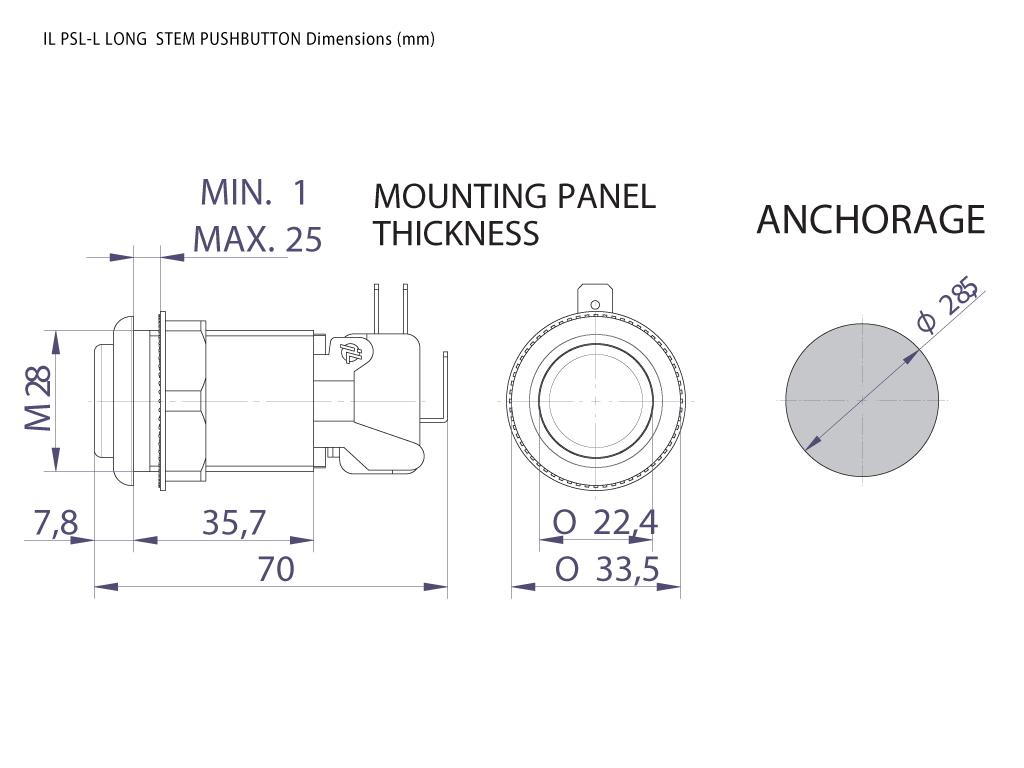 IL PSL-L LONG STEM PUSHBUTTON Dimensions (mm)
MIN. 1
MAX. 25
MOUNTING PANEL
THICKNESS
ANCHORAGE
ϕ 28,5
M 28
7,8
35,7
70
O 22,4
O 33,5